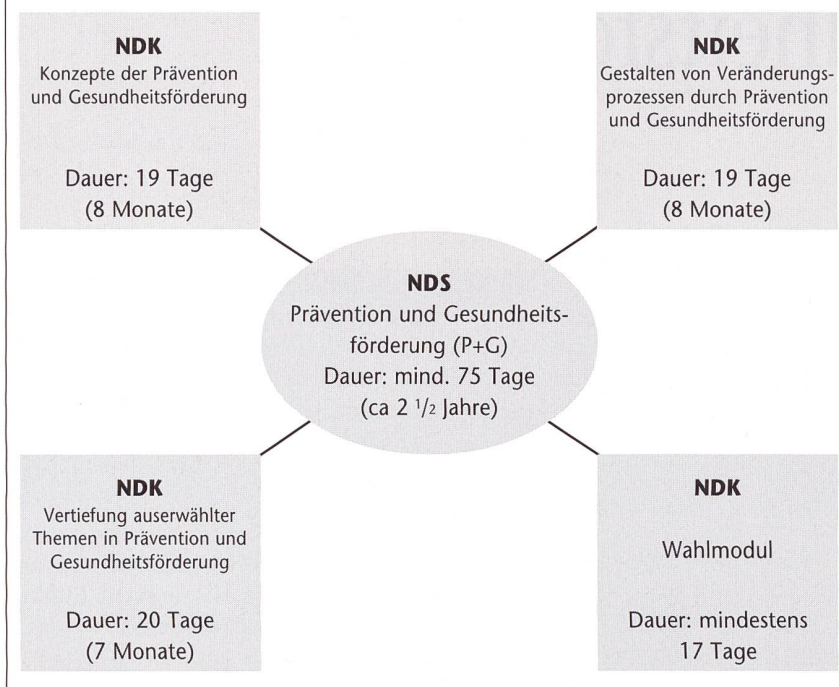 NDK
Konzepte der Prävention
und Gesundheitsförderung
Dauer: 19 Tage
(8 Monate)
NDK
Gestalten von Veränderungs-
prozessen durch Prävention
und Gesundheitsförderung
Dauer: 19 Tage
(8 Monate)
NDS
Prävention und Gesundheits-
förderung (P+G)
Dauer: mind. 75 Tage
(ca 2 1/2 Jahre)
NDK
Vertiefung auserwählter
Themen in Prävention und
Gesundheitsförderung
Dauer: 20 Tage
(7 Monate)
NDK
Wahlmodul
Dauer: mindestens
17 Tage